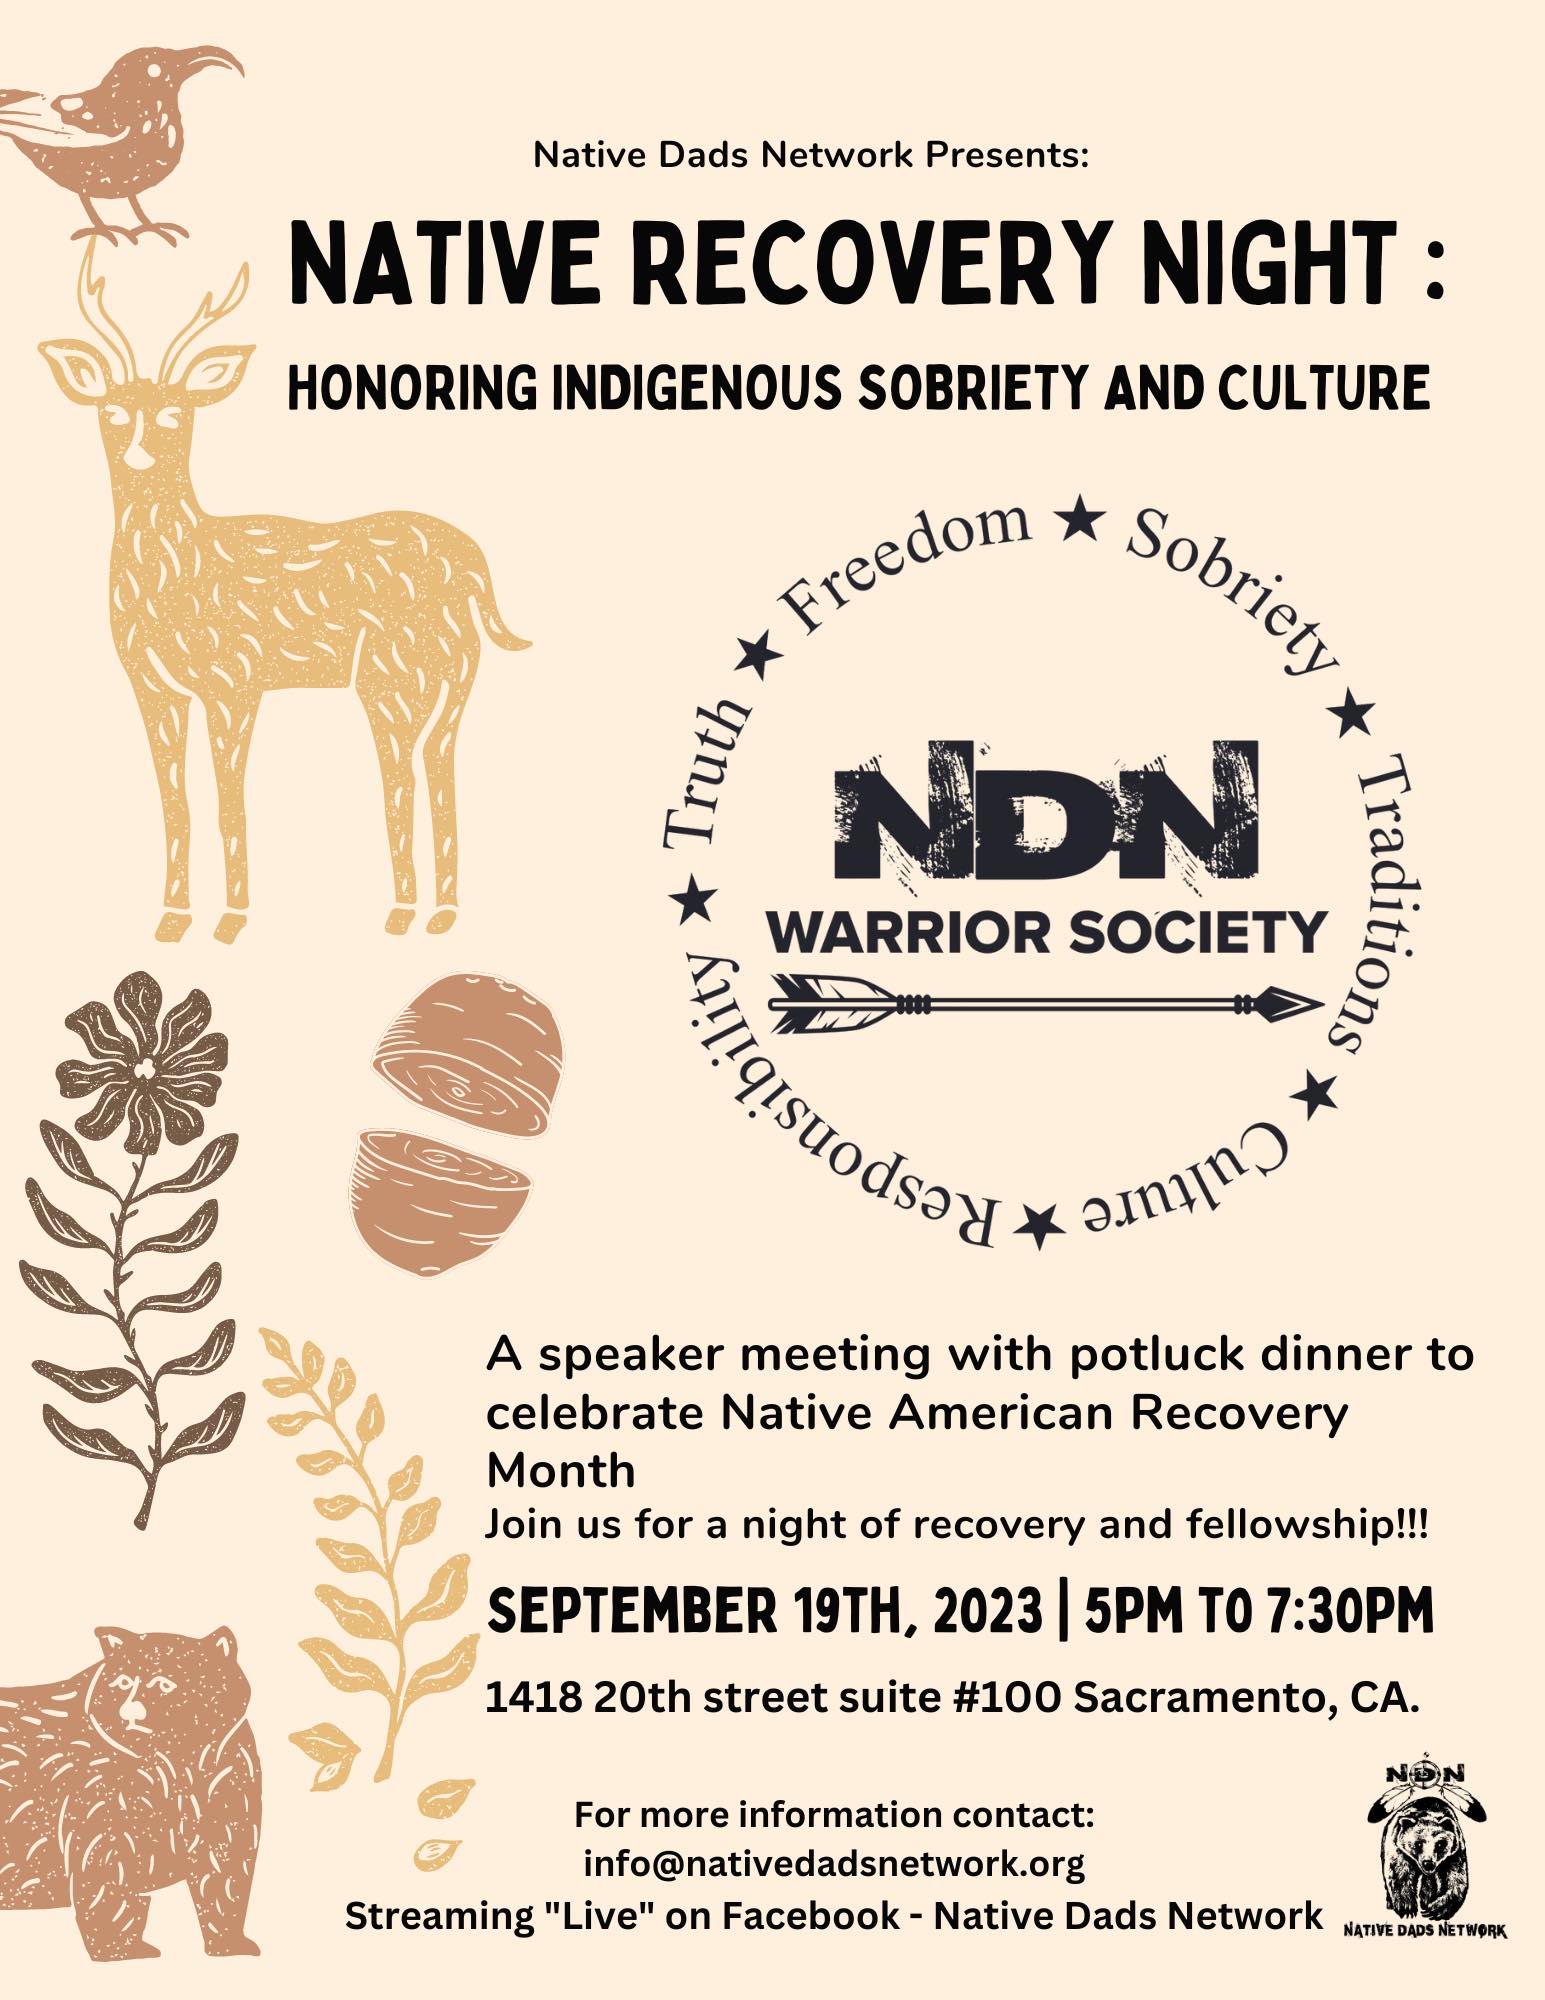 Native Dads Network Presents:
NATIVE RECOVERY NIGHT :
HONORING INDIGENOUS SOBRIETY AND CULTURE
Truth ★ Freedom ★ Sobriety ★ Traditions ★ Culture ★ Responsibility ★
NDN
WARRIOR SOCIETY
A speaker meeting with potluck dinner to
celebrate Native American Recovery
Month
Join us for a night of recovery and fellowship!!!
SEPTEMBER 19TH, 2023 | 5PM TO 7:30PM
1418 20th street suite #100 Sacramento, CA.
For more information contact:
info@nativedadsnetwork.org
Streaming "Live" on Facebook - Native Dads Network
NDN
NATIVE DADS NETWORK